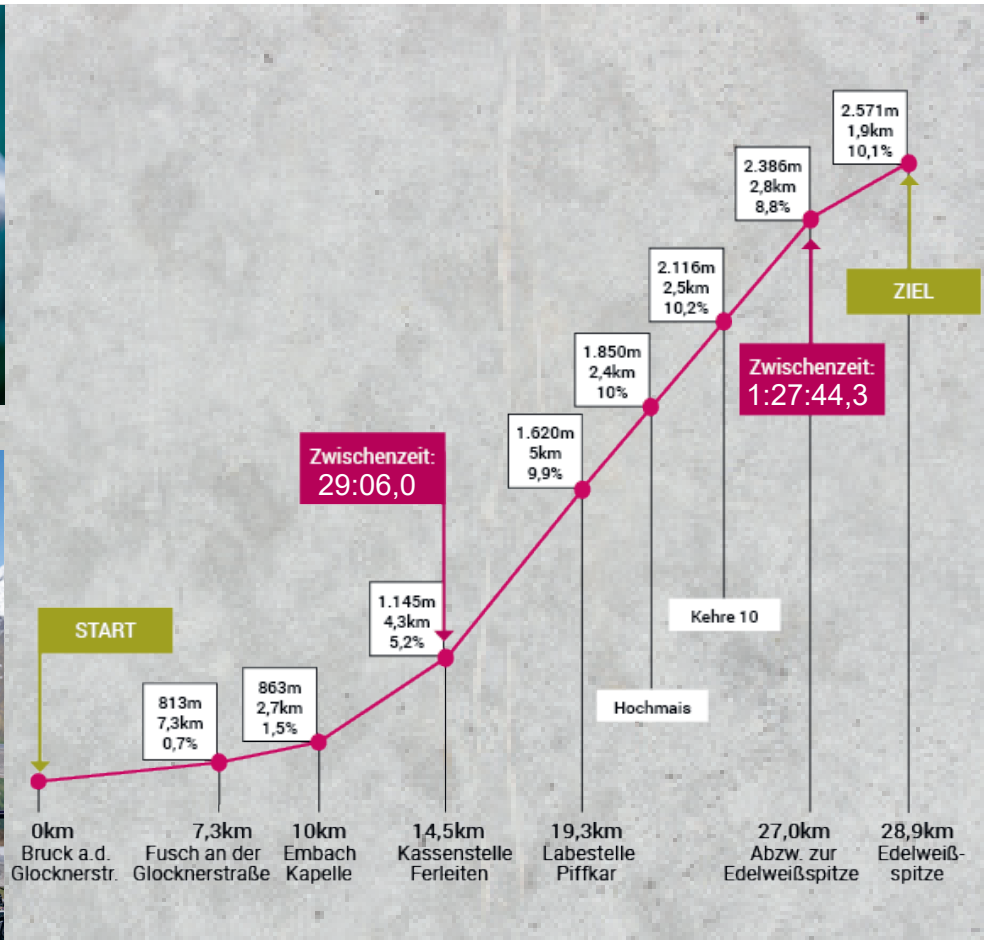 2.571m
1,9km
10,1%
2.386m
2,8km
8,8%
2.116m
2,5km
10,2%
ZIEL
1.850m
2,4km
10%
Zwischenzeit:
1:27:44,3
1.620m
5km
9,9%
Zwischenzeit:
29:06,0
1.145m
4,3km
5,2%
Kehre 10
START
863m
2,7km
1,5%
813m
7,3km
0,7%
Hochmais
0km
Bruck a.d.
Glocknerstr.
7,3km
Fusch an der
Glocknerstraße
10km
Embach
Kapelle
14,5km
Kassenstelle
Ferleiten
19,3km
Labestelle
Piffkar
27,0km
Abzw. zur
Edelweißspitze
28,9km
Edelweiß-
spitze